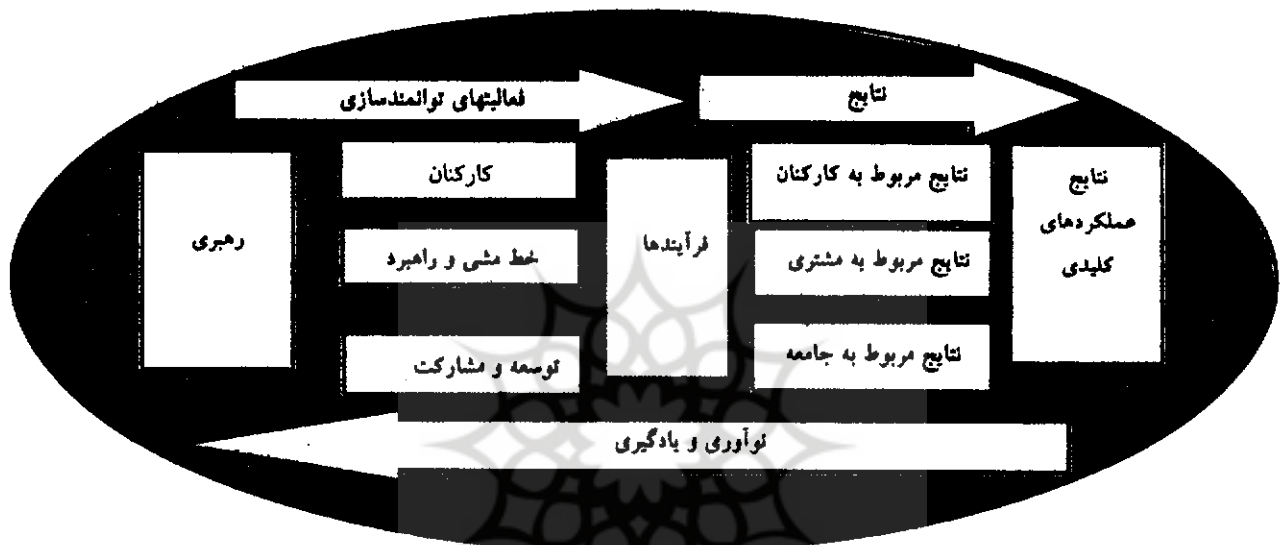 فعالیتهای توانمندسازی
نتایج
رهبری
کارکنان
خط مشی و راهبرد
توسعه و مشارکت
فرآیندها
نتایج مربوط به کارکنان
نتایج مربوط به مشتری
نتایج مربوط به جامعه
نتایج
عملکردهای
کلیدی
نوآوری و یادگیری